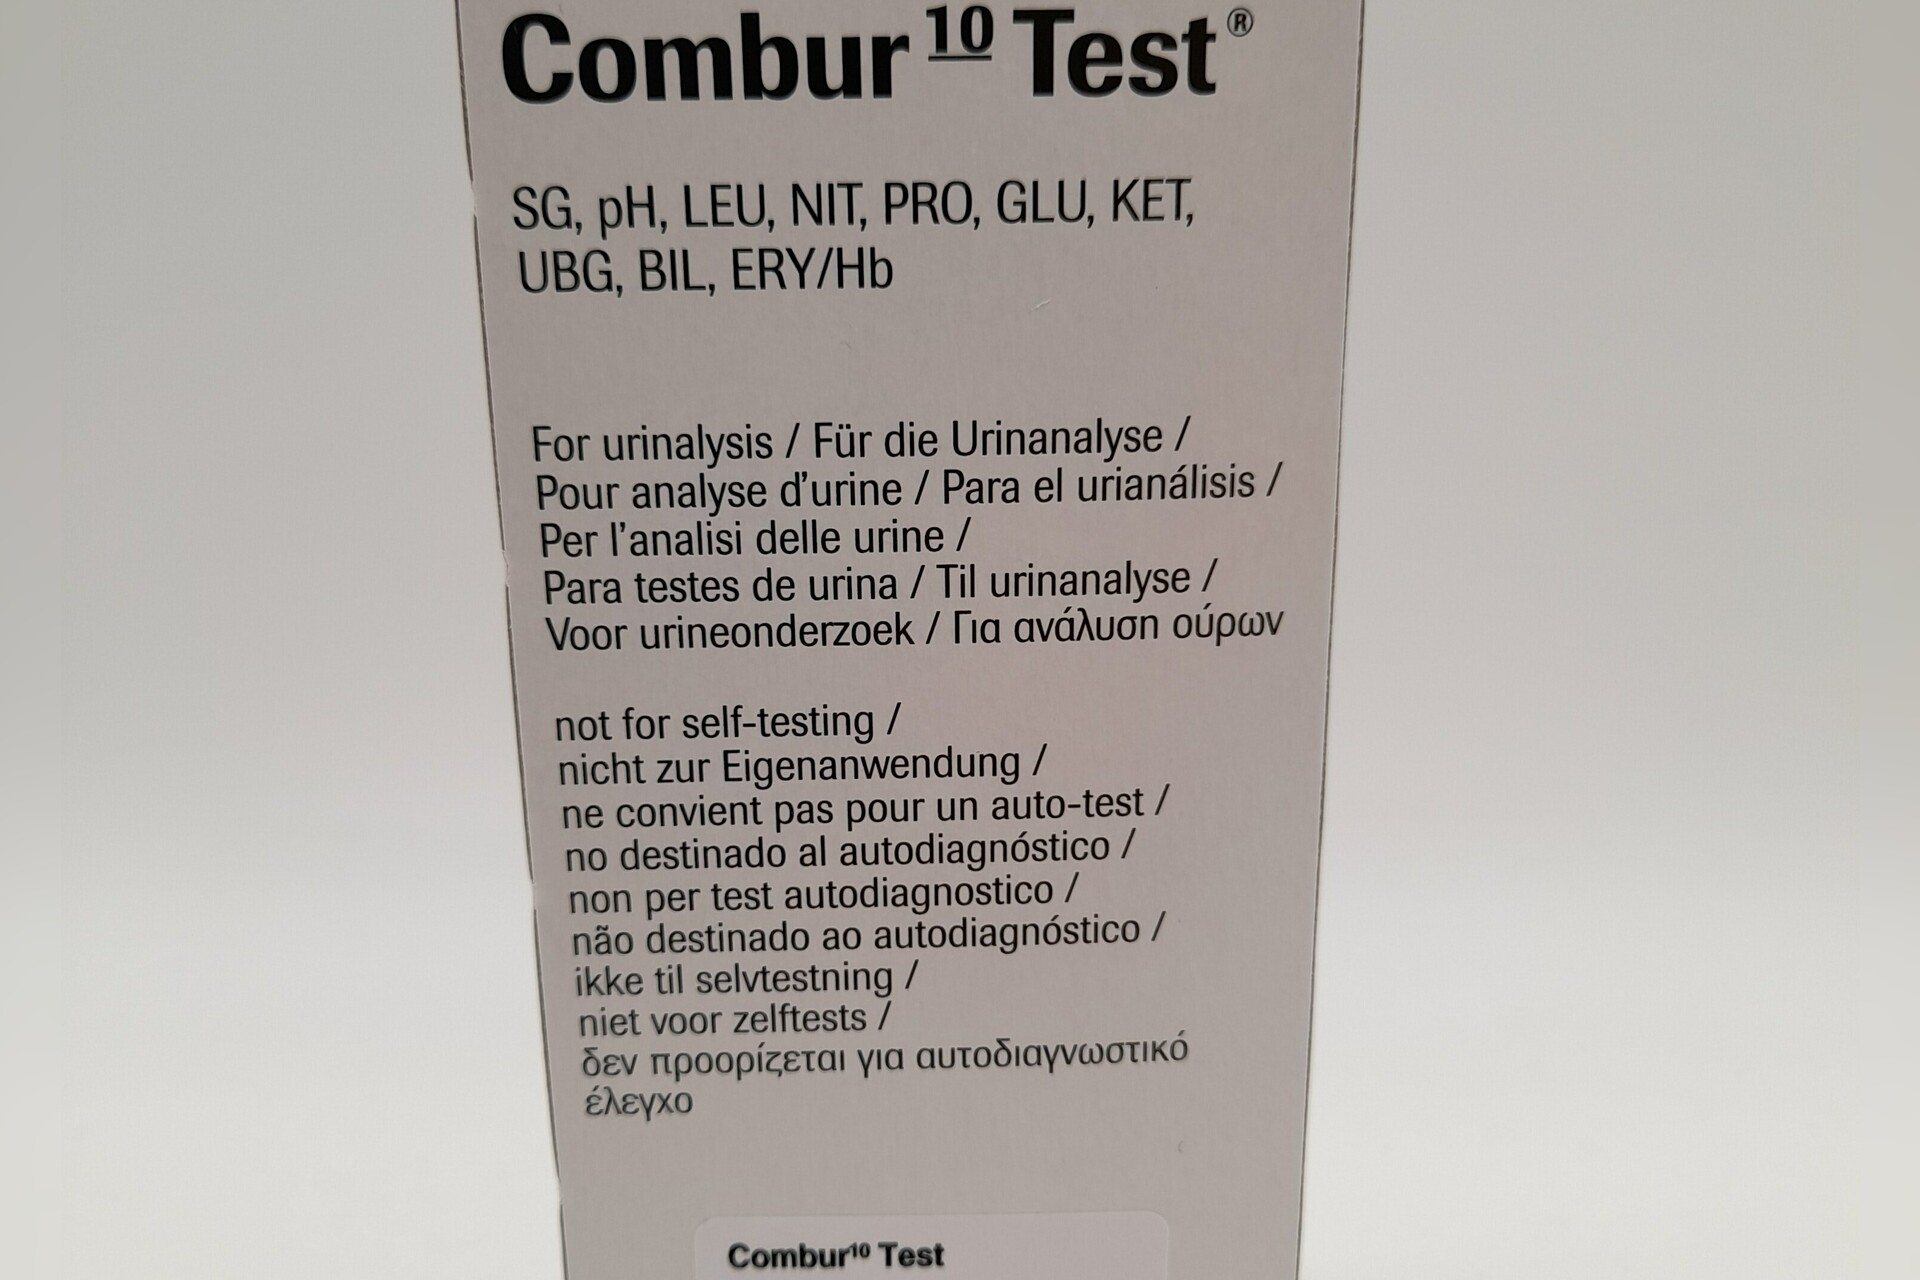 Combur 10 Test®
SG, pH, LEU, NIT, PRO, GLU, KET,
UBG, BIL, ERY/Hb
For urinalysis / Für die Urinanalyse /
Pour analyse d'urine / Para el urianálisis /
Per l'analisi delle urine /
Para testes de urina / Til urinanalyse /
Voor urineonderzoek / Για ανάλυση ούρων
not for self-testing /
nicht zur Eigenanwendung /
ne convient pas pour un auto-test /
no destinado al autodiagnóstico /
non per test autodiagnostico /
não destinado ao autodiagnóstico /
ikke til selvtestning /
niet voor zelftests /
δεν προορίζεται για αυτοδιαγνωστικό
έλεγχο
Combur¹⁰ Test